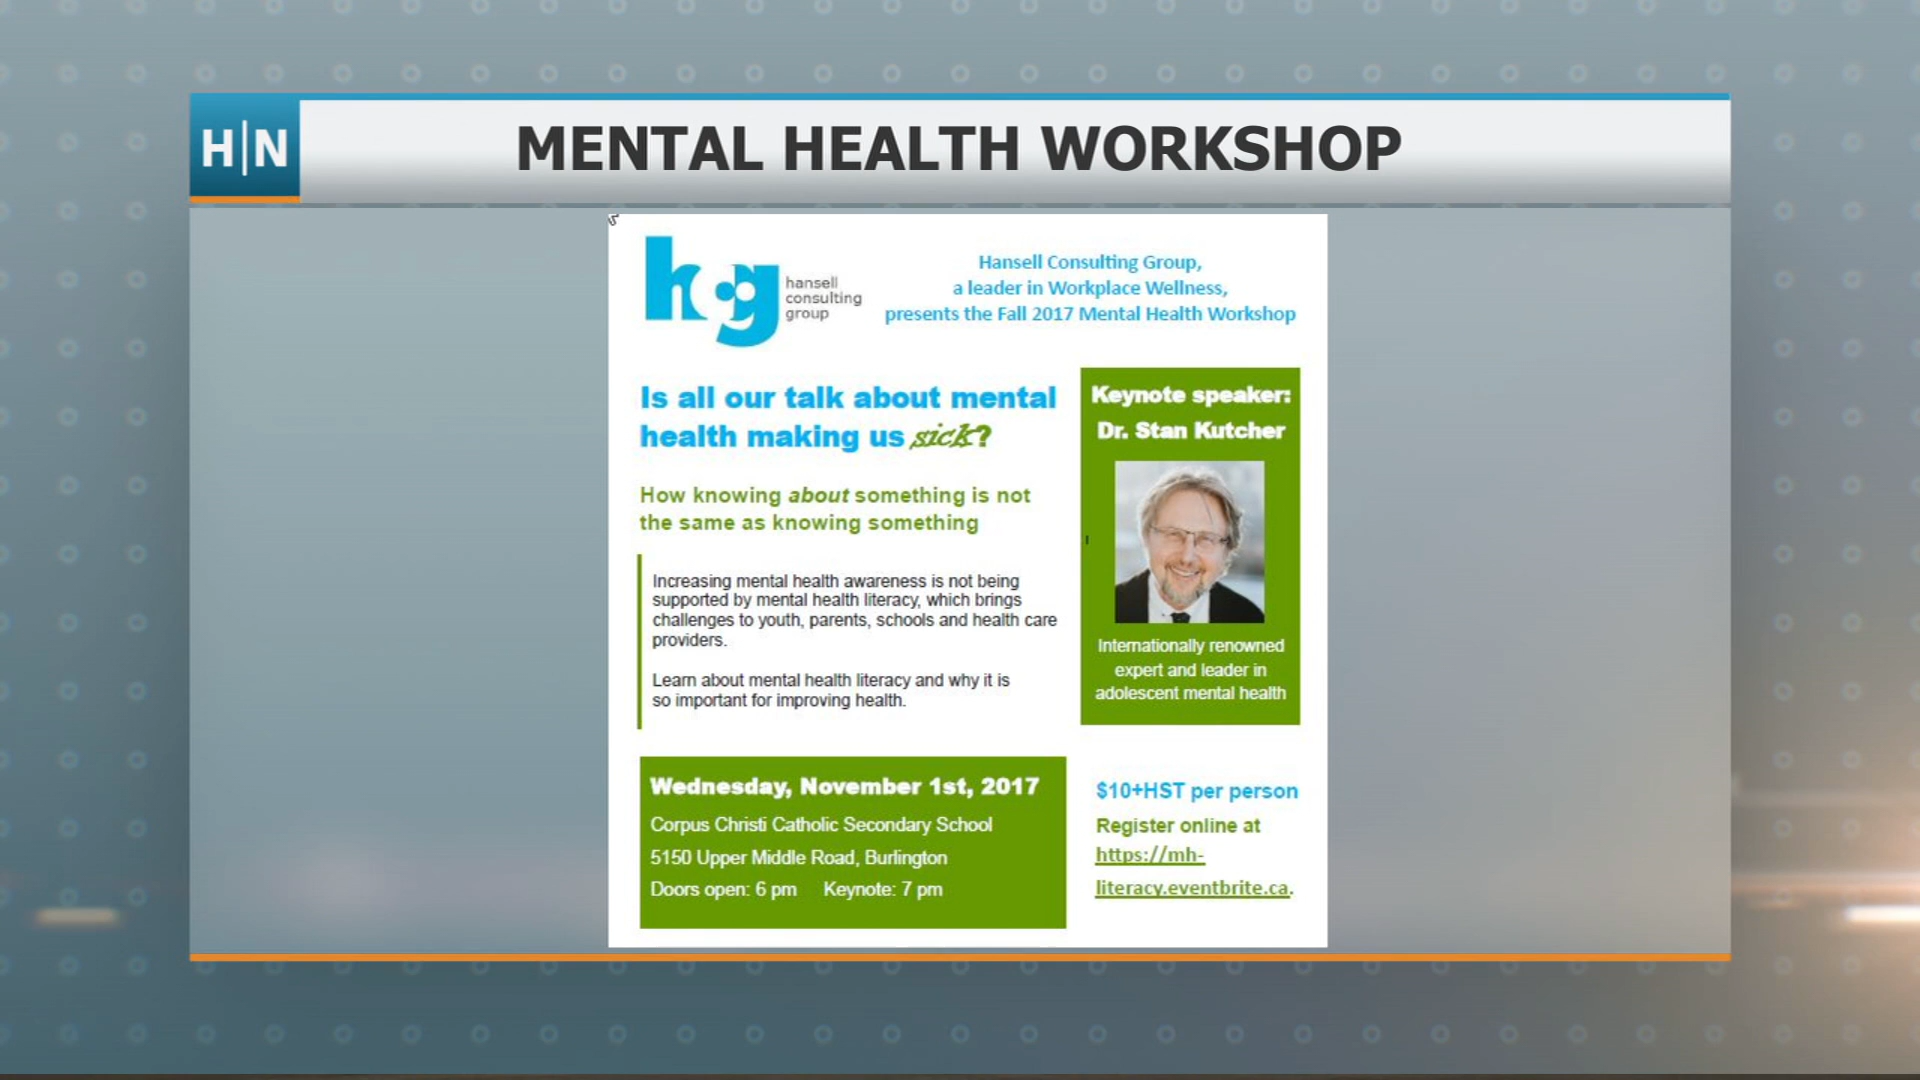 H|N
MENTAL HEALTH WORKSHOP
hcg
hansell
consulting
group
Hansell Consulting Group,
a leader in Workplace Wellness,
presents the Fall 2017 Mental Health Workshop
Is all our talk about mental
health making us sick?
How knowing about something is not
the same as knowing something
Increasing mental health awareness is not being
supported by mental health literacy, which brings
challenges to youth, parents, schools and health care
providers.
Learn about mental health literacy and why it is
so important for improving health.
Keynote speaker:
Dr. Stan Kutcher
Internationally renowned
expert and leader in
adolescent mental health
Wednesday, November 1st, 2017
Corpus Christi Catholic Secondary School
5150 Upper Middle Road, Burlington
Doors open: 6 pm Keynote: 7 pm
$10+HST per person
Register online at
https://mh-
literacy.eventbrite.ca.